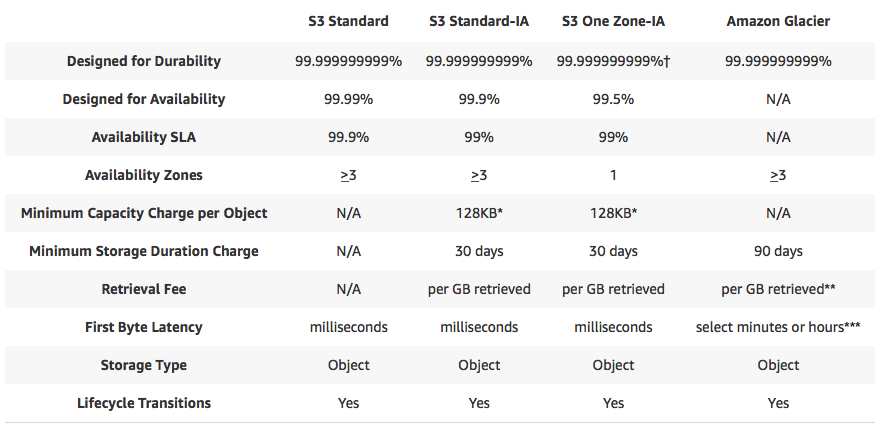 S3 Standard S3 Standard-IA S3 One Zone-IA Amazon Glacier
Designed for Durability 99.999999999% 99.999999999% 99.999999999%† 99.999999999%
Designed for Availability 99.99% 99.9% 99.5% N/A
Availability SLA 99.9% 99% 99% N/A
Availability Zones ≥3 ≥3 1 ≥3
Minimum Capacity Charge per Object N/A 128KB* 128KB* N/A
Minimum Storage Duration Charge N/A 30 days 30 days 90 days
Retrieval Fee N/A per GB retrieved per GB retrieved per GB retrieved**
First Byte Latency milliseconds milliseconds milliseconds select minutes or hours***
Storage Type Object Object Object Object
Lifecycle Transitions Yes Yes Yes Yes